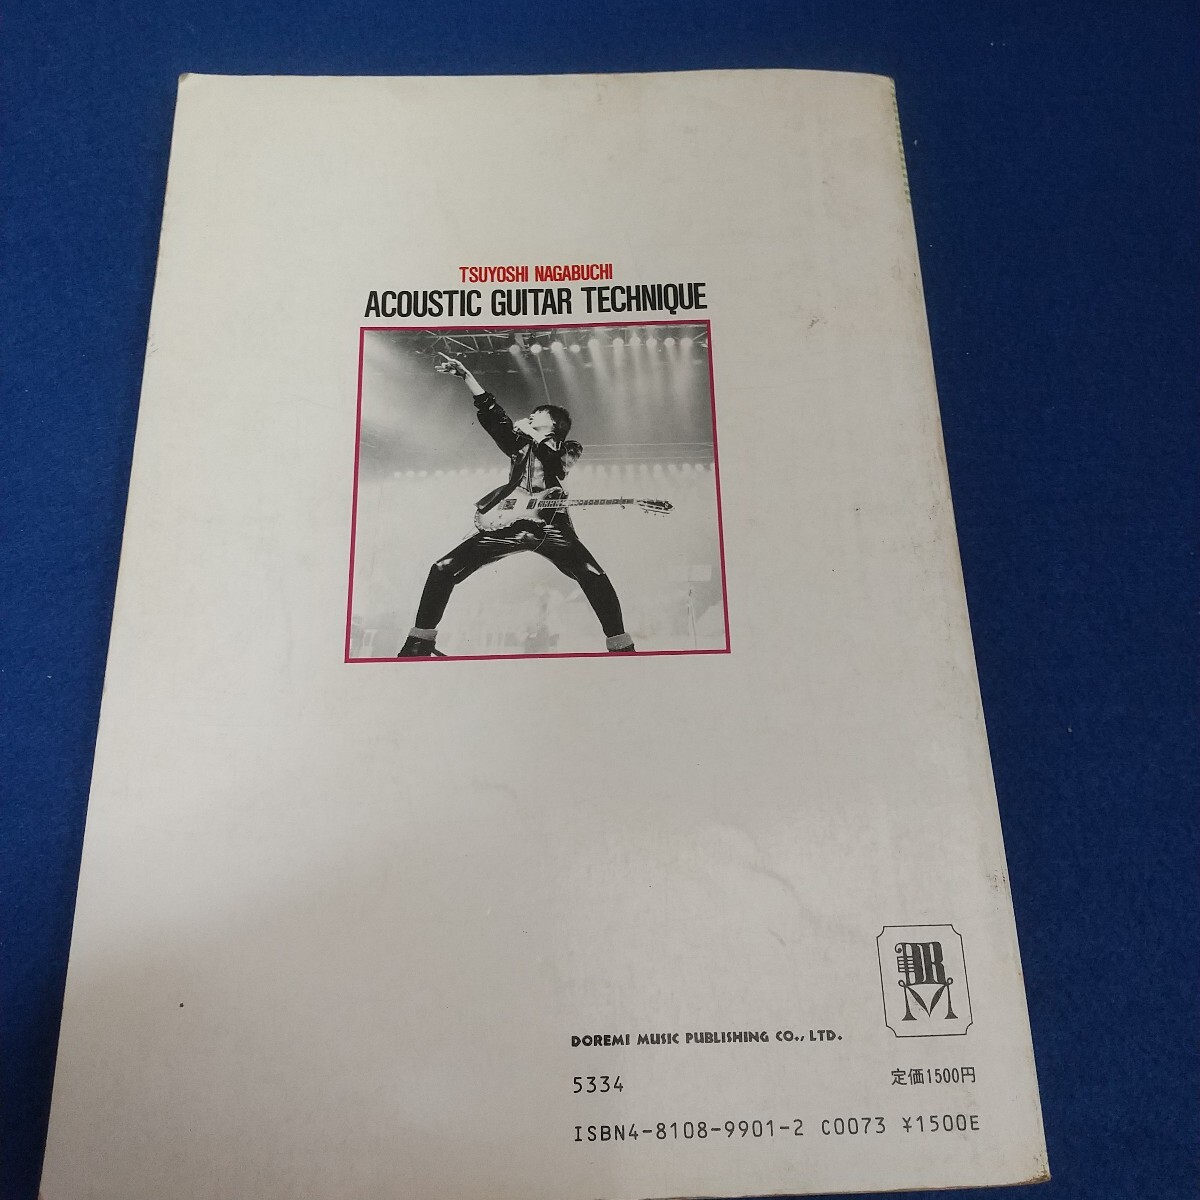 TSUYOSHI NAGABUCHI
ACOUSTIC GUITAR TECHNIQUE
DRM
DOREMI MUSIC PUBLISHING CO., LTD.
5334
定価1500円
ISBN4-8108-9901-2 C0073 ¥1500E